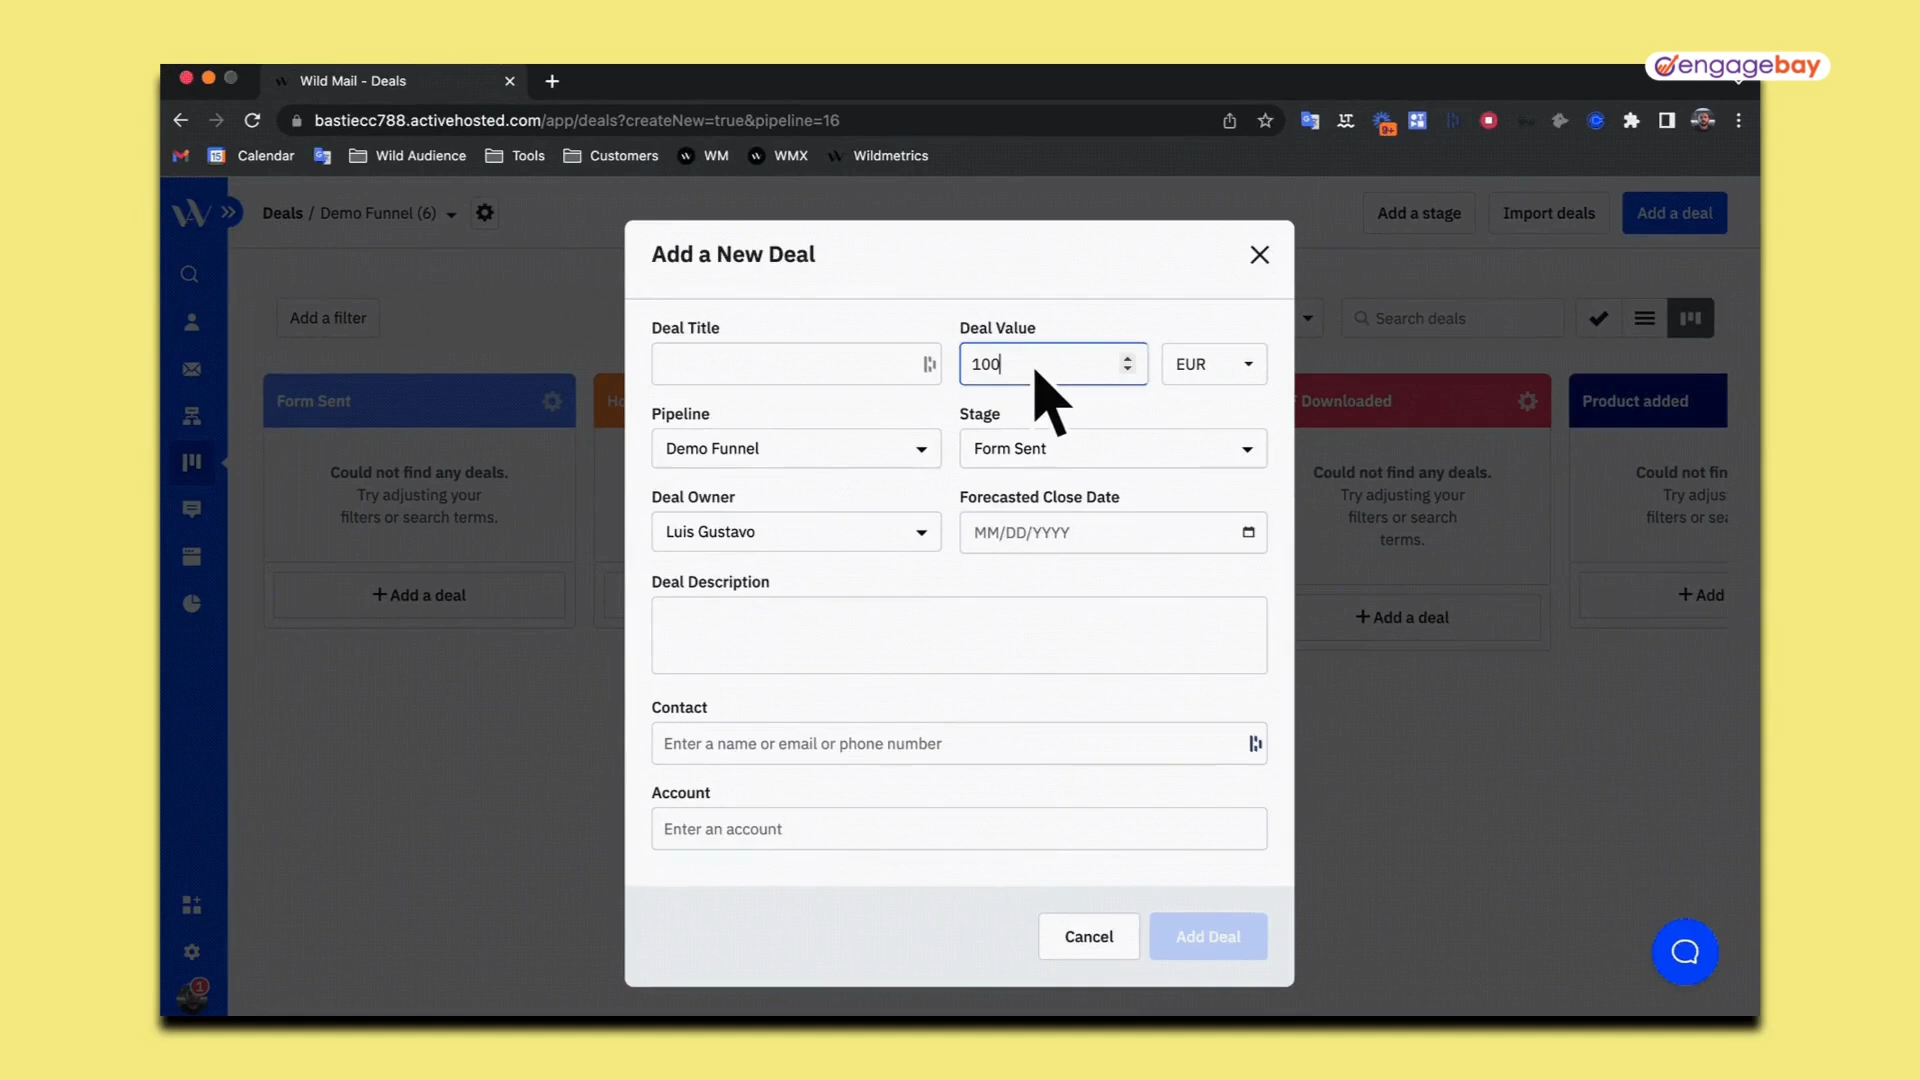 engagebay
Wild Mail - Deals
bastiecc788.activehosted.com/app/deals?createNew=true&pipeline=16
9+
15
Calendar
Wild Audience
Tools
Customers
WM
WMX
Wildmetrics
Deals / Demo Funnel (6)
Add a stage
Import deals
Add a deal
Add a New Deal
Add a filter
Search deals
Deal Title
Deal Value
100
EUR
Form Sent
Downloaded
Product added
Pipeline
Stage
Demo Funnel
Form Sent
Could not find any deals.
Try adjusting your
filters or search terms.
Could not find any deals.
Try adjusting your
filters or search
terms.
Could not fin
Try adjus
filters or sea
Deal Owner
Forecasted Close Date
Luis Gustavo
MM/DD/YYYY
Deal Description
+ Add a deal
+ Add a deal
+ Add
Contact
Enter a name or email or phone number
Account
Enter an account
Cancel
Add Deal
1